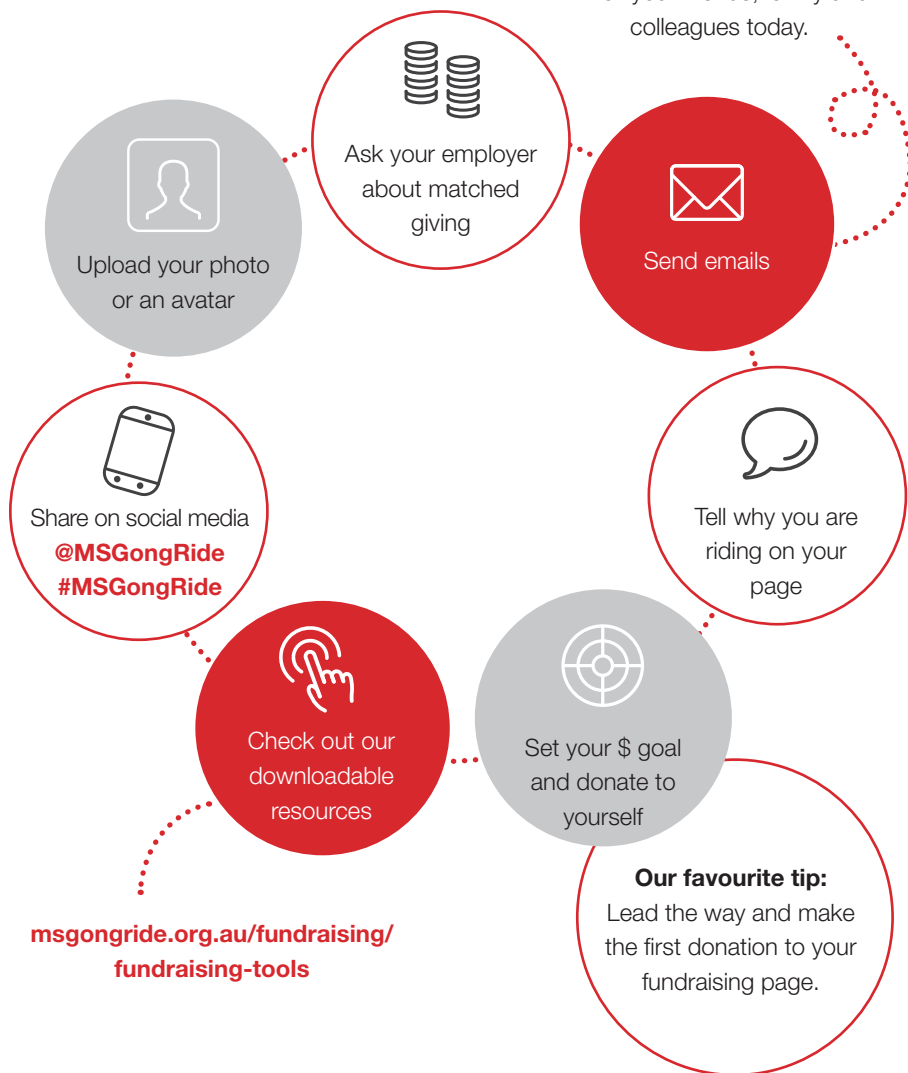 colleagues today.
Ask your employer
about matched
giving
Upload your photo
or an avatar
Send emails
Share on social media
@MSGongRide
#MSGongRide
Tell why you are
riding on your
page
Check out our
downloadable
resources
Set your $ goal
and donate to
yourself
Our favourite tip:
Lead the way and make
the first donation to your
fundraising page.
msgongride.org.au/fundraising/
fundraising-tools